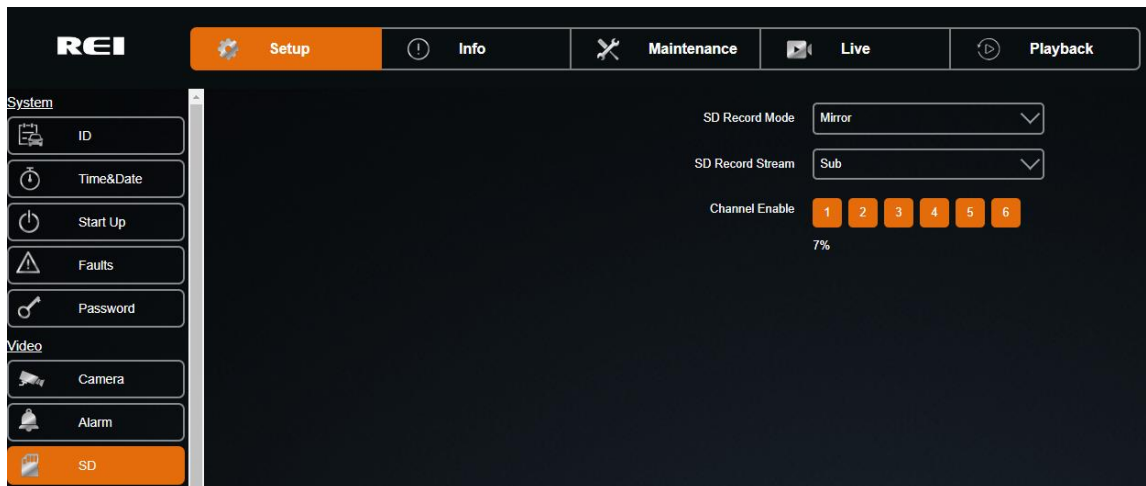 REI
Setup
Info
Maintenance
Live
Playback
System
ID
Time&Date
Start Up
Faults
Password
Video
Camera
Alarm
SD
SD Record Mode Mirror
SD Record Stream Sub
Channel Enable 1 2 3 4 5 6
7%